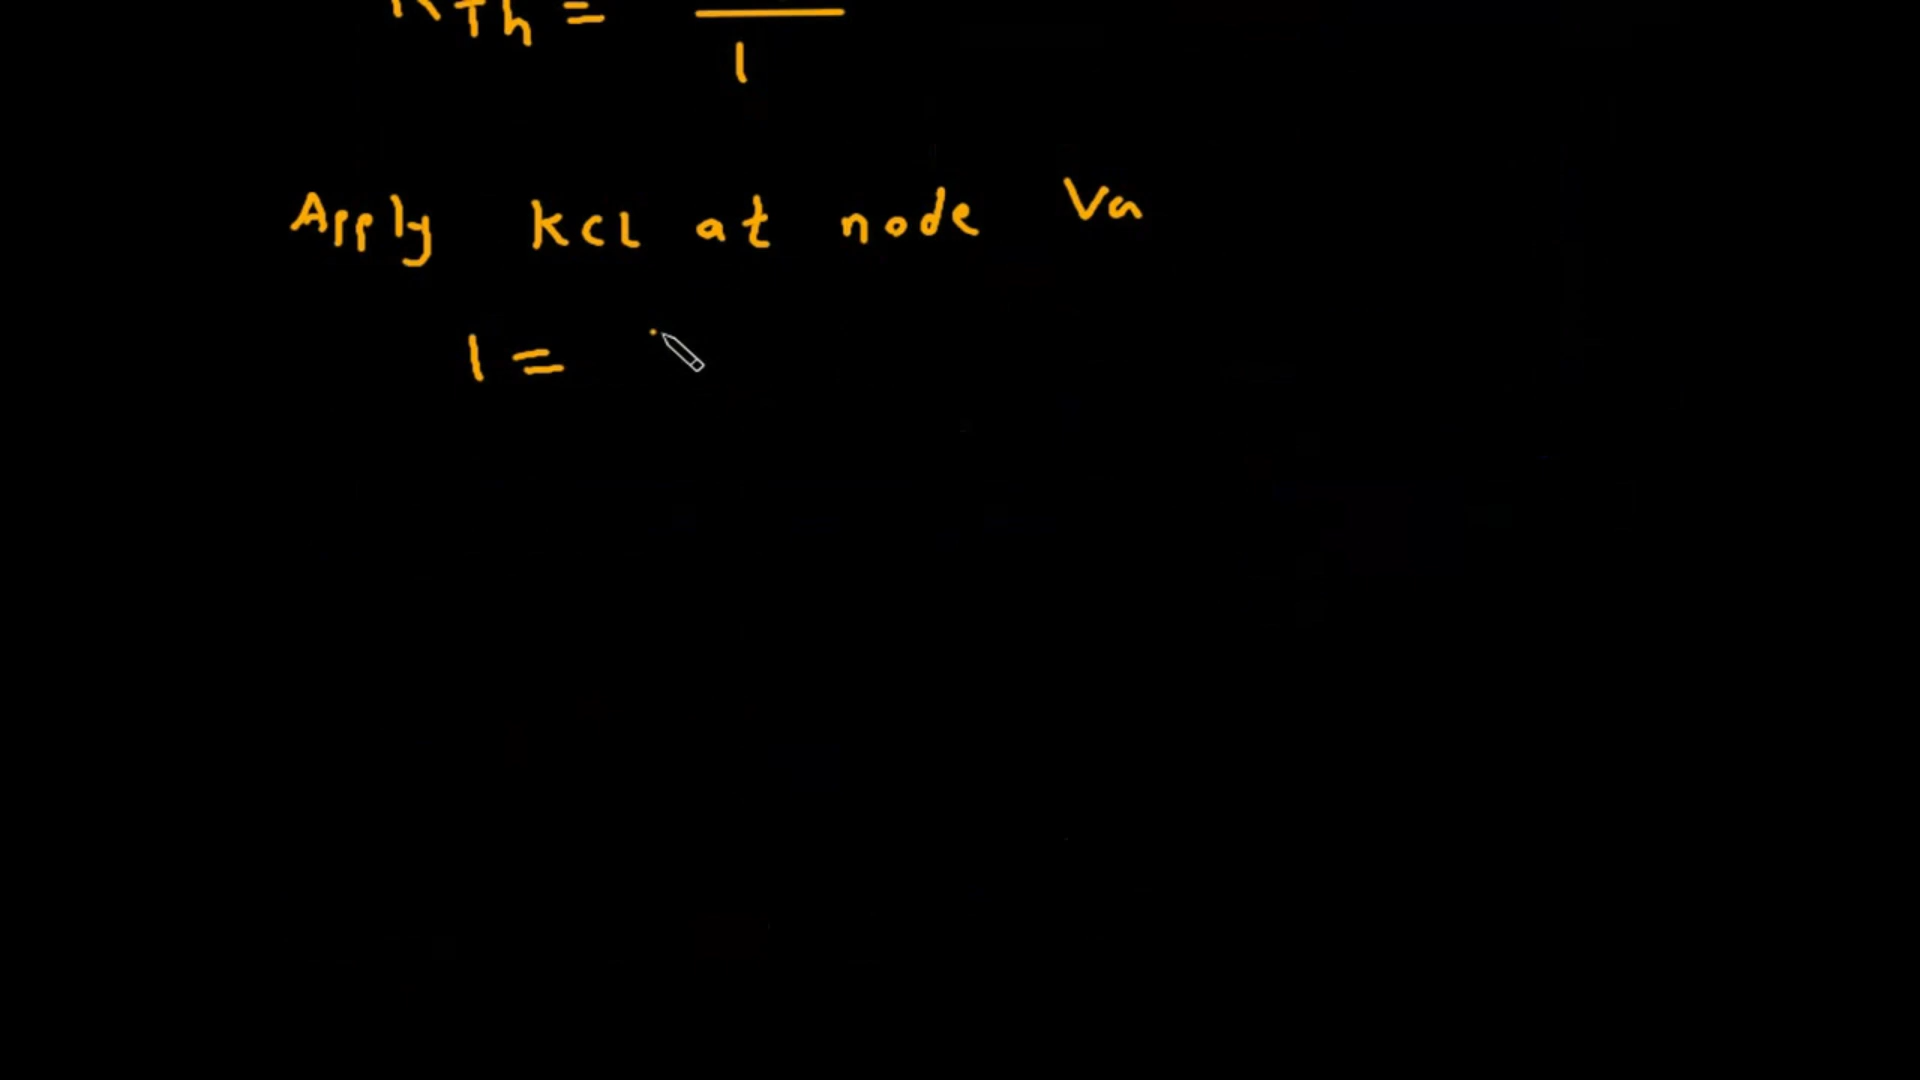 RTh =
1
Apply KCL at node Va
1 =